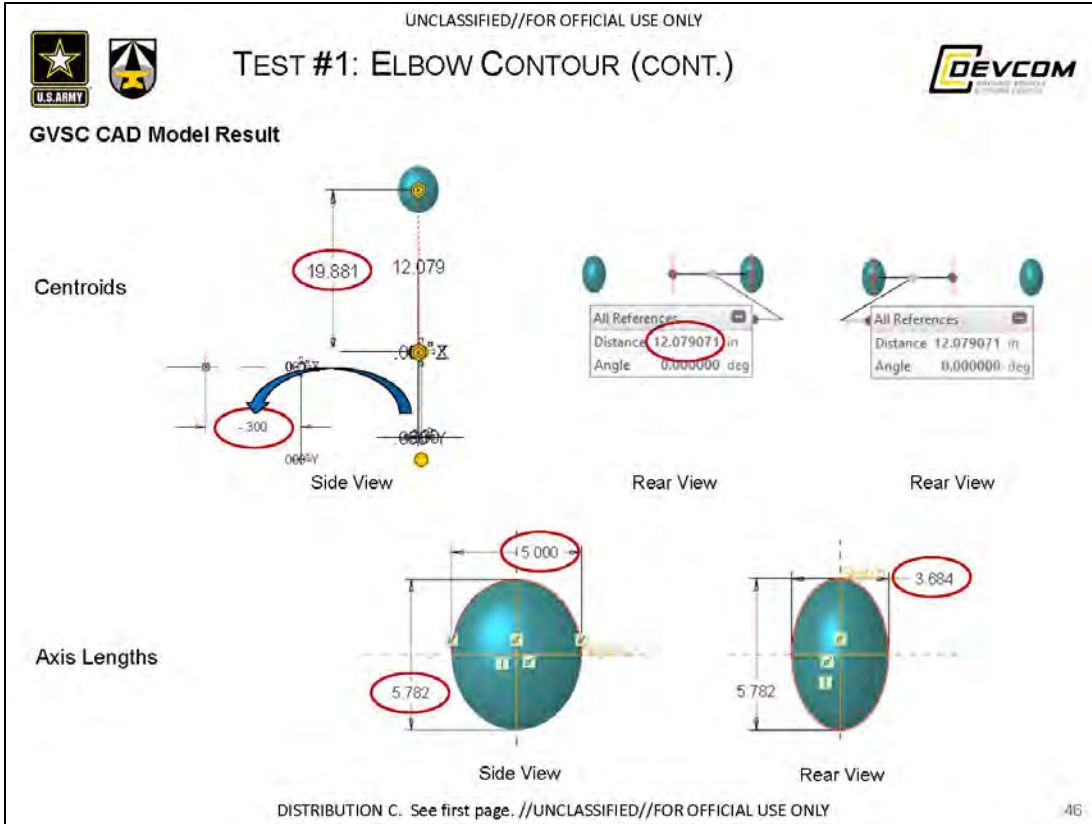 UNCLASSIFIED//FOR OFFICIAL USE ONLY
TEST #1: ELBOW CONTOUR (CONT.)
U.S.ARMY
DEVCOM
GVSC CAD Model Result
Centroids
19.881
12.079
-.300
Side View
All References
Distance 12.079071 in
Angle 0.000000 deg
Rear View
All References
Distance 12.079071 in
Angle 0.000000 deg
Rear View
Axis Lengths
5.000
5.782
Side View
3.684
5.782
Rear View
DISTRIBUTION C. See first page. //UNCLASSIFIED//FOR OFFICIAL USE ONLY
46